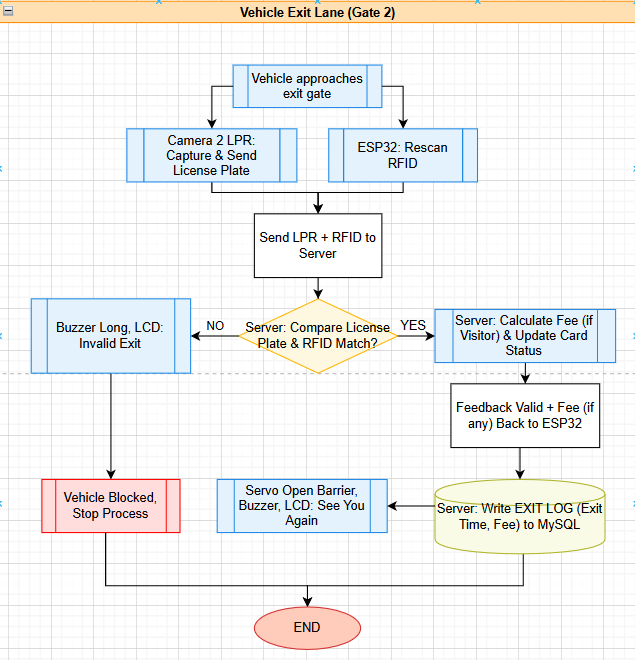 Vehicle Exit Lane (Gate 2)
Vehicle approaches
exit gate
Camera 2 LPR:
Capture & Send
License Plate
ESP32: Rescan
RFID
Send LPR + RFID to
Server
Buzzer Long, LCD:
Invalid Exit
NO
Server: Compare License
Plate & RFID Match?
YES
Server: Calculate Fee (if
Visitor) & Update Card
Status
Feedback Valid + Fee (if
any) Back to ESP32
Vehicle Blocked,
Stop Process
Servo Open Barrier,
Buzzer, LCD: See You
Again
Server: Write EXIT LOG (Exit
Time, Fee) to MySQL
END